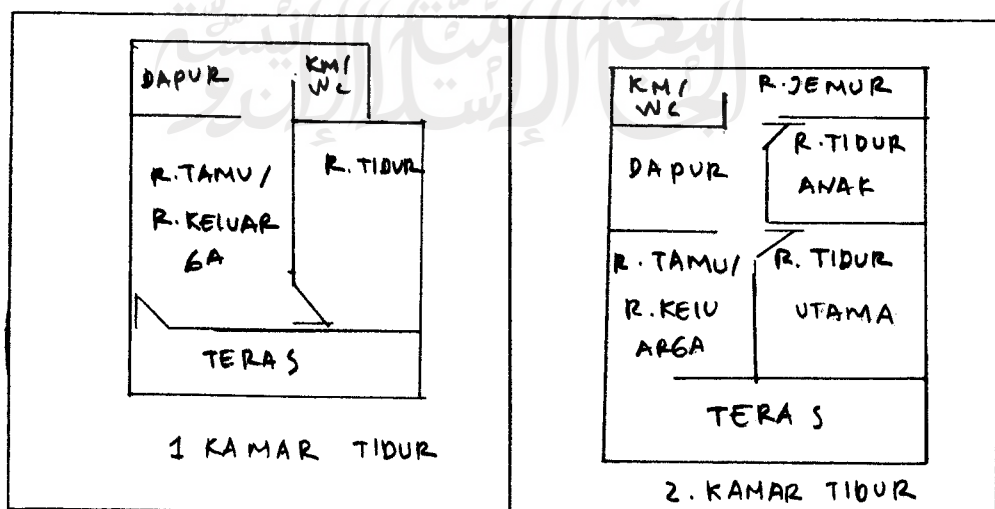 DAPUR
KM/
WC
R.TAMU/
R.KELUAR
GA
R.TIDUR
TERAS
1 KAMAR TIDUR
KM/
WC
R.JEMUR
DAPUR
R.TIDUR
ANAK
R.TAMU/
R.KELU
ARGA
R.TIDUR
UTAMA
TERAS
2. KAMAR TIDUR